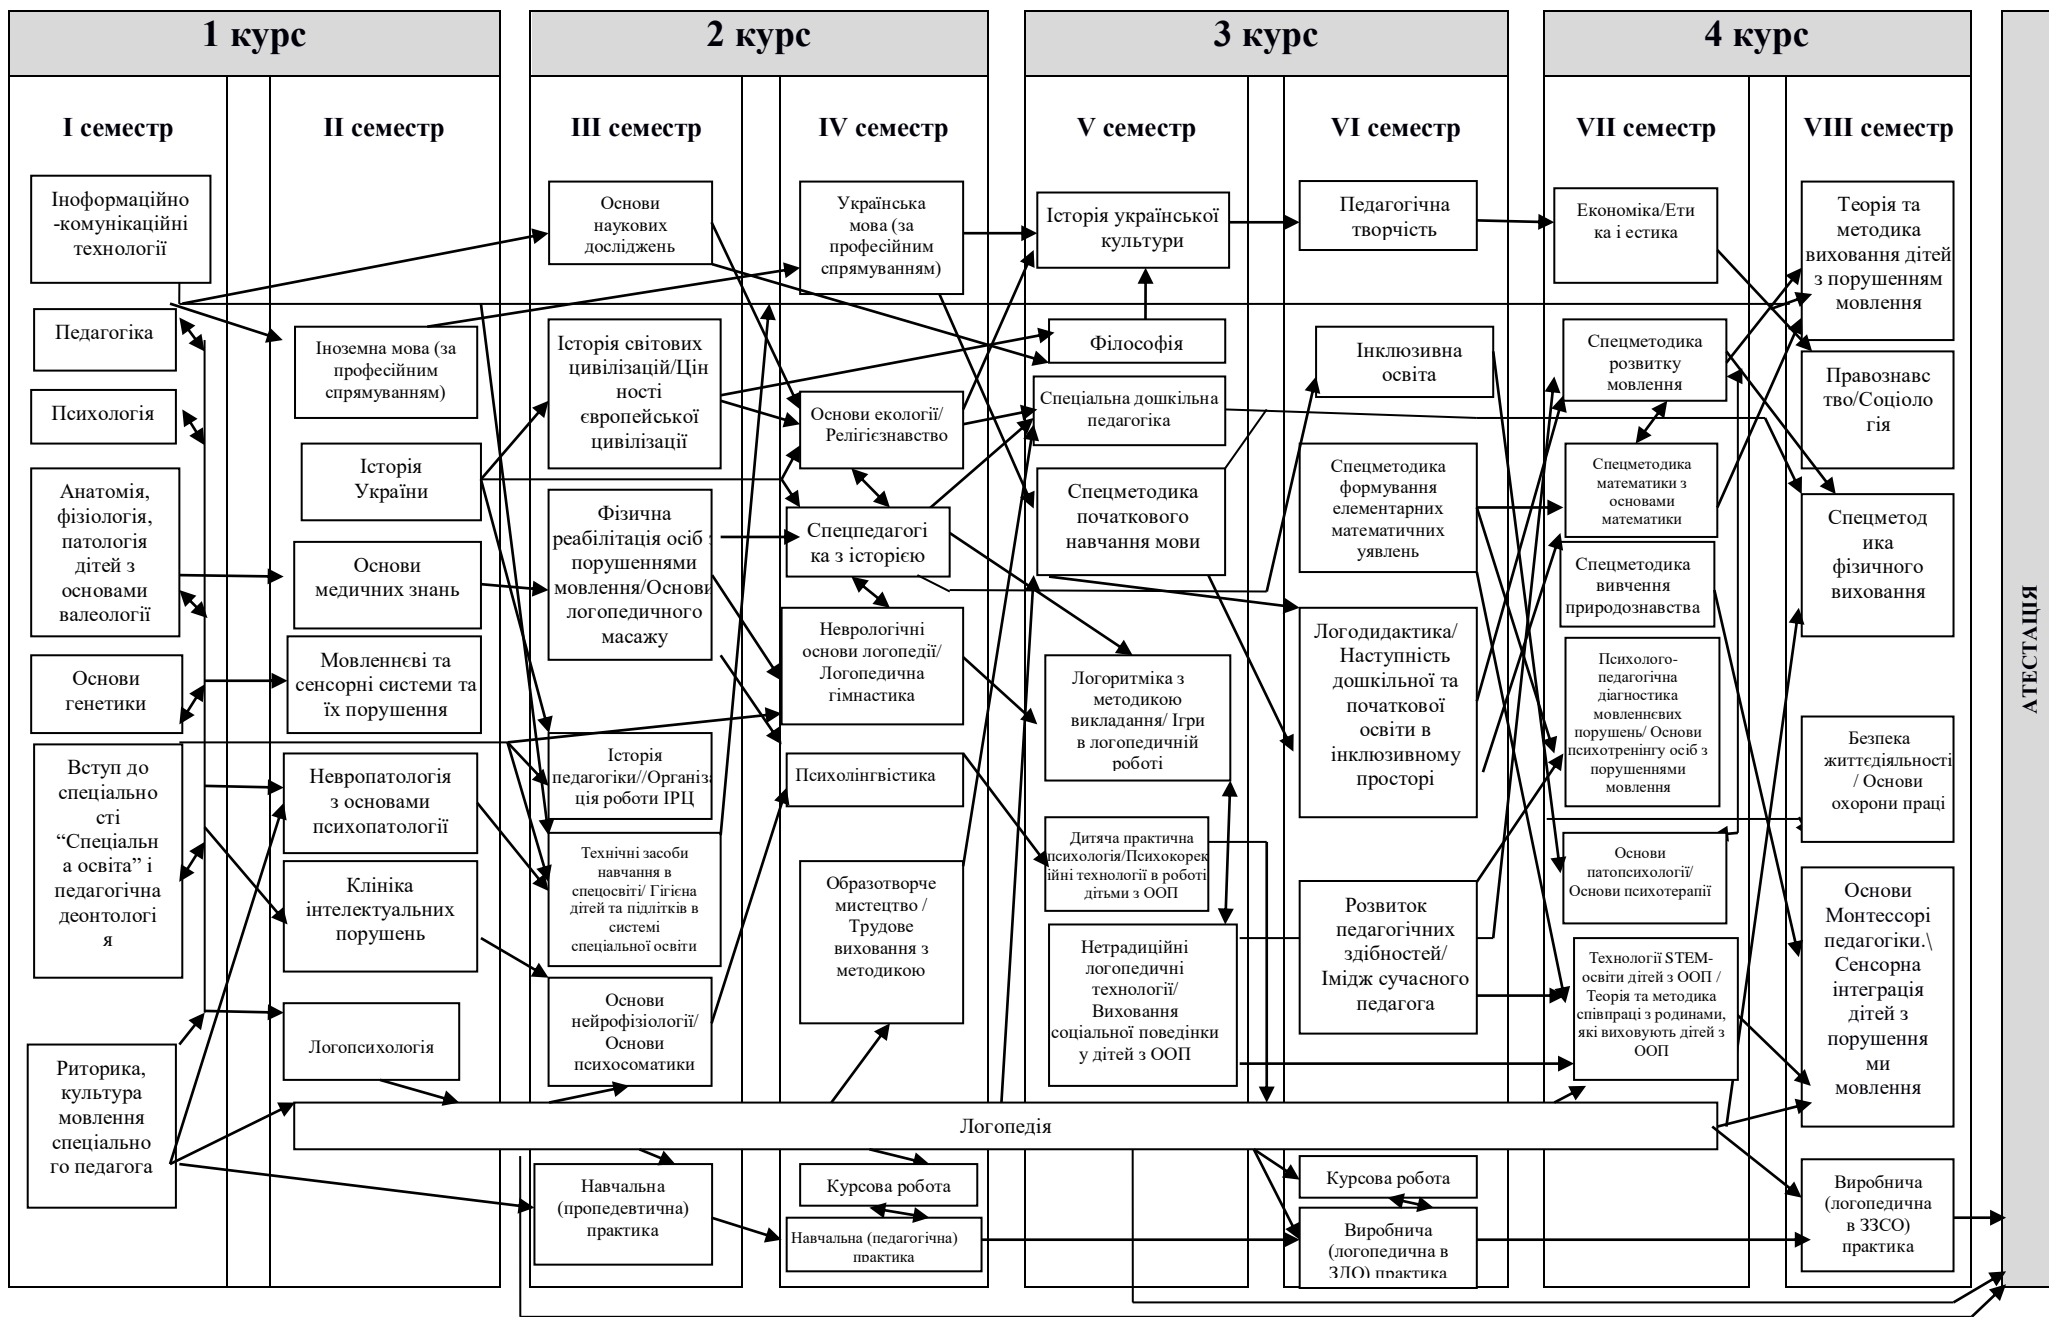 1 курс
2 курс
3 курс
4 курс
I семестр
II семестр
III семестр
IV семестр
V семестр
VI семестр
VII семестр
VIII семестр
Іноформаційно
-комунікаційні
технології
Педагогіка
Психологія
Анатомія,
фізіологія,
патологія
дітей з
основами
валеології
Основи
генетики
Вступ до
спеціально
сті
“Спеціальн
а освіта” і
педагогічна
деонтологі
я
Риторика,
культура
мовлення
спеціально
го педагога
Іноземна мова (за
професійним
спрямуванням)
Історія
України
Основи
медичних знань
Мовленнєві та
сенсорні системи та
їх порушення
Невропатологія
з основами
психопатології
Клініка
інтелектуальних
порушень
Логопсихологія
Основи
наукових
досліджень
Історія світових
цивілізацій/Цін
ності
європейської
цивілізації
Фізична
реабілітація осіб з
порушеннями
мовлення/Основи
логопедичного
масажу
Історія
педагогіки//Організа
ція роботи ІРЦ
Технічні засоби
навчання в
спецосвіті/ Гігієна
дітей та підлітків в
системі
спеціальної освіти
Основи
нейрофізіології/
Основи
психосоматики
Навчальна
(пропедевтична)
практика
Українська
мова (за
професійним
спрямуванням)
Основи екології/
Релігієзнавство
Спецпедагогі
ка з історією
Неврологічні
основи логопедії/
Логопедична
гімнастика
Психолінгвістика
Образотворче
мистецтво /
Трудове
виховання з
методикою
Курсова робота
Навчальна (педагогічна)
практика
Історія української
культури
Філософія
Спеціальна дошкільна
педагогіка
Спецметодика
початкового
навчання мови
Логоритміка з
методикою
викладання/ Ігри
в логопедичній
роботі
Дитяча практична
психологія/Психокорек
ійні технології в роботі
дітьми з ООП
Нетрадиційні
логопедичні
технології/
Виховання
соціальної поведінки
у дітей з ООП
Педагогічна
творчість
Інклюзивна
освіта
Спецметодика
формування
елементарних
математичних
уявлень
Логодидактика/
Наступність
дошкільної та
початкової
освіти в
інклюзивному
просторі
Розвиток
педагогічних
здібностей/
Імідж сучасного
педагога
Курсова робота
Виробнича
(логопедична в
ЗДО) практика
Економіка/Ети
ка і естика
Спецметодика
розвитку
мовлення
Спецметодика
математики з
основами
математики
Спецметодика
вивчення
природознавства
Психолого-
педагогічна
діагностика
мовленнєвих
порушень/ Основи
психотренінгу осіб з
порушеннями
мовлення
Основи
патопсихології/
Основи психотерапії
Технології STEM-
освіти дітей з ООП /
Теорія та методика
співпраці з родинами,
які виховують дітей з
ООП
Теорія та
методика
виховання дітей
з порушенням
мовлення
Правознавс
тво/Соціоло
гія
Спецметод
ика
фізичного
виховання
Безпека
життєдіяльності
/ Основи
охорони праці
Основи
Монтессорі
педагогіки.\
Сенсорна
інтеграція
дітей з
порушення
ми
мовлення
Виробнича
(логопедична
в ЗЗСО)
практика
Логопедія
АТЕСТАЦІЯ